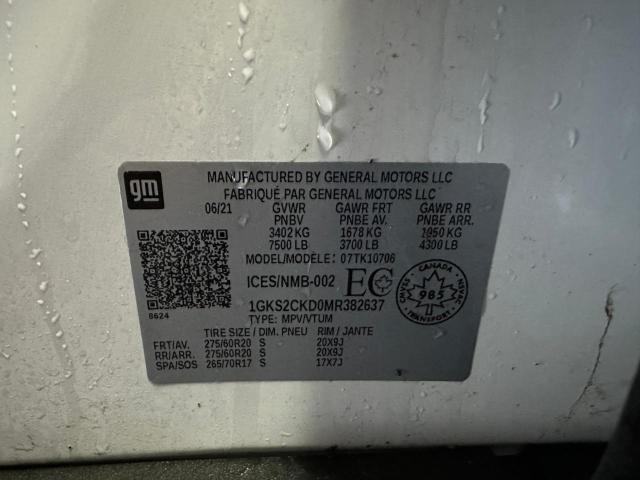 gm
MANUFACTURED BY GENERAL MOTORS LLC
FABRIQUÉ PAR GENERAL MOTORS LLC
06/21 GVWR GAWR FRT GAWR RR
PNBV PNBE AV. PNBE ARR.
3402 KG 1678 KG 1950 KG
7500 LB 3700 LB 4300 LB
MODEL/MODÈLE: 07TK10706
ICES/NMB-002 EC
CANADA
985
1GKS2CKD0MR382637
8624
TYPE: MPV/VTUM
TIRE SIZE / DIM. PNEU RIM / JANTE
FRT/AV. 275/60R20 S 20X9J
RR/ARR. 275/60R20 S 20X9J
SPA/SOS 265/70R17 S 17X7J